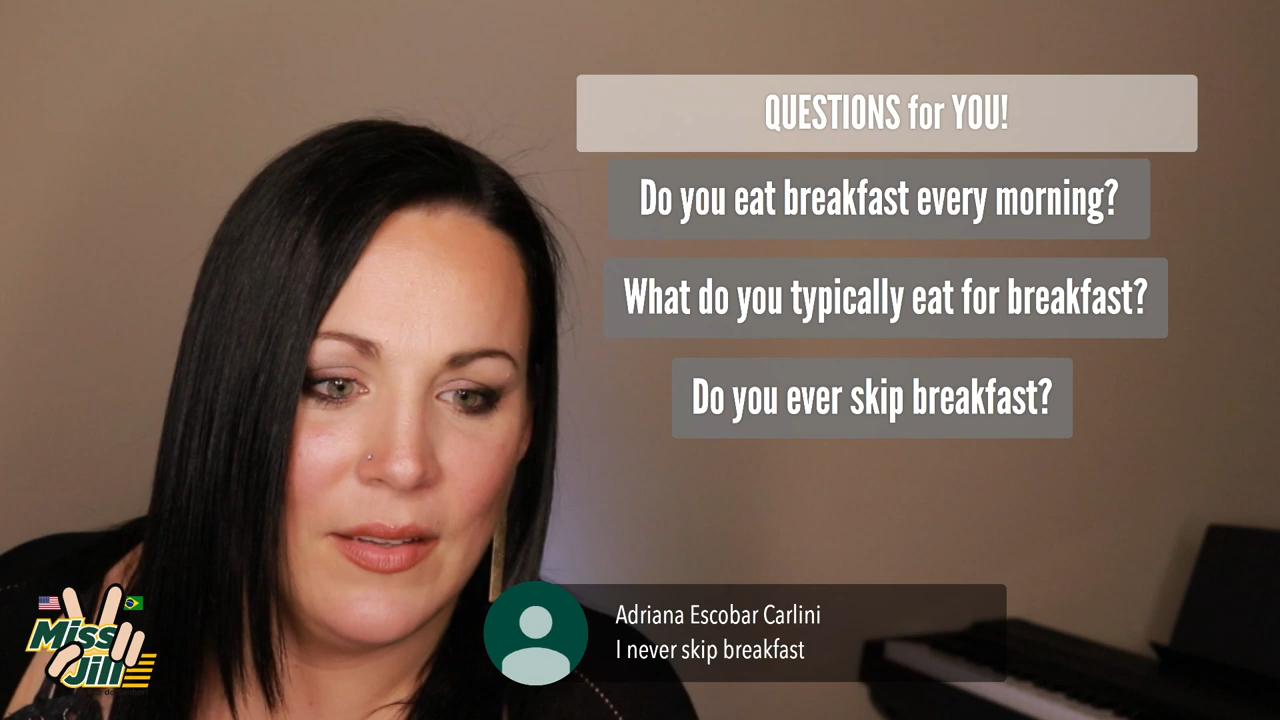 QUESTIONS for YOU!
Do you eat breakfast every morning?
What do you typically eat for breakfast?
Do you ever skip breakfast?
Adriana Escobar Carlini
I never skip breakfast
Miss
Jill